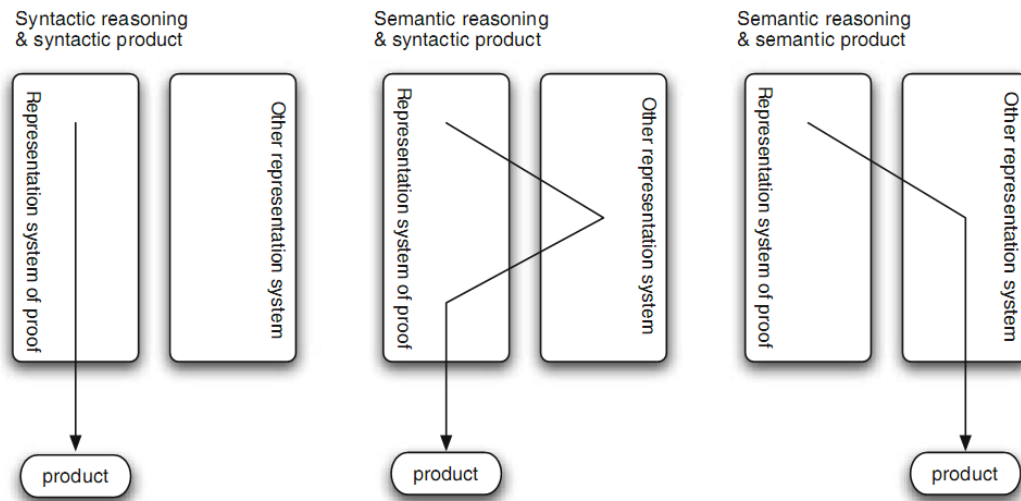 Syntactic reasoning
& syntactic product
Representation system of proof
Other representation system
product
Semantic reasoning
& syntactic product
Representation system of proof
Other representation system
product
Semantic reasoning
& semantic product
Representation system of proof
Other representation system
product